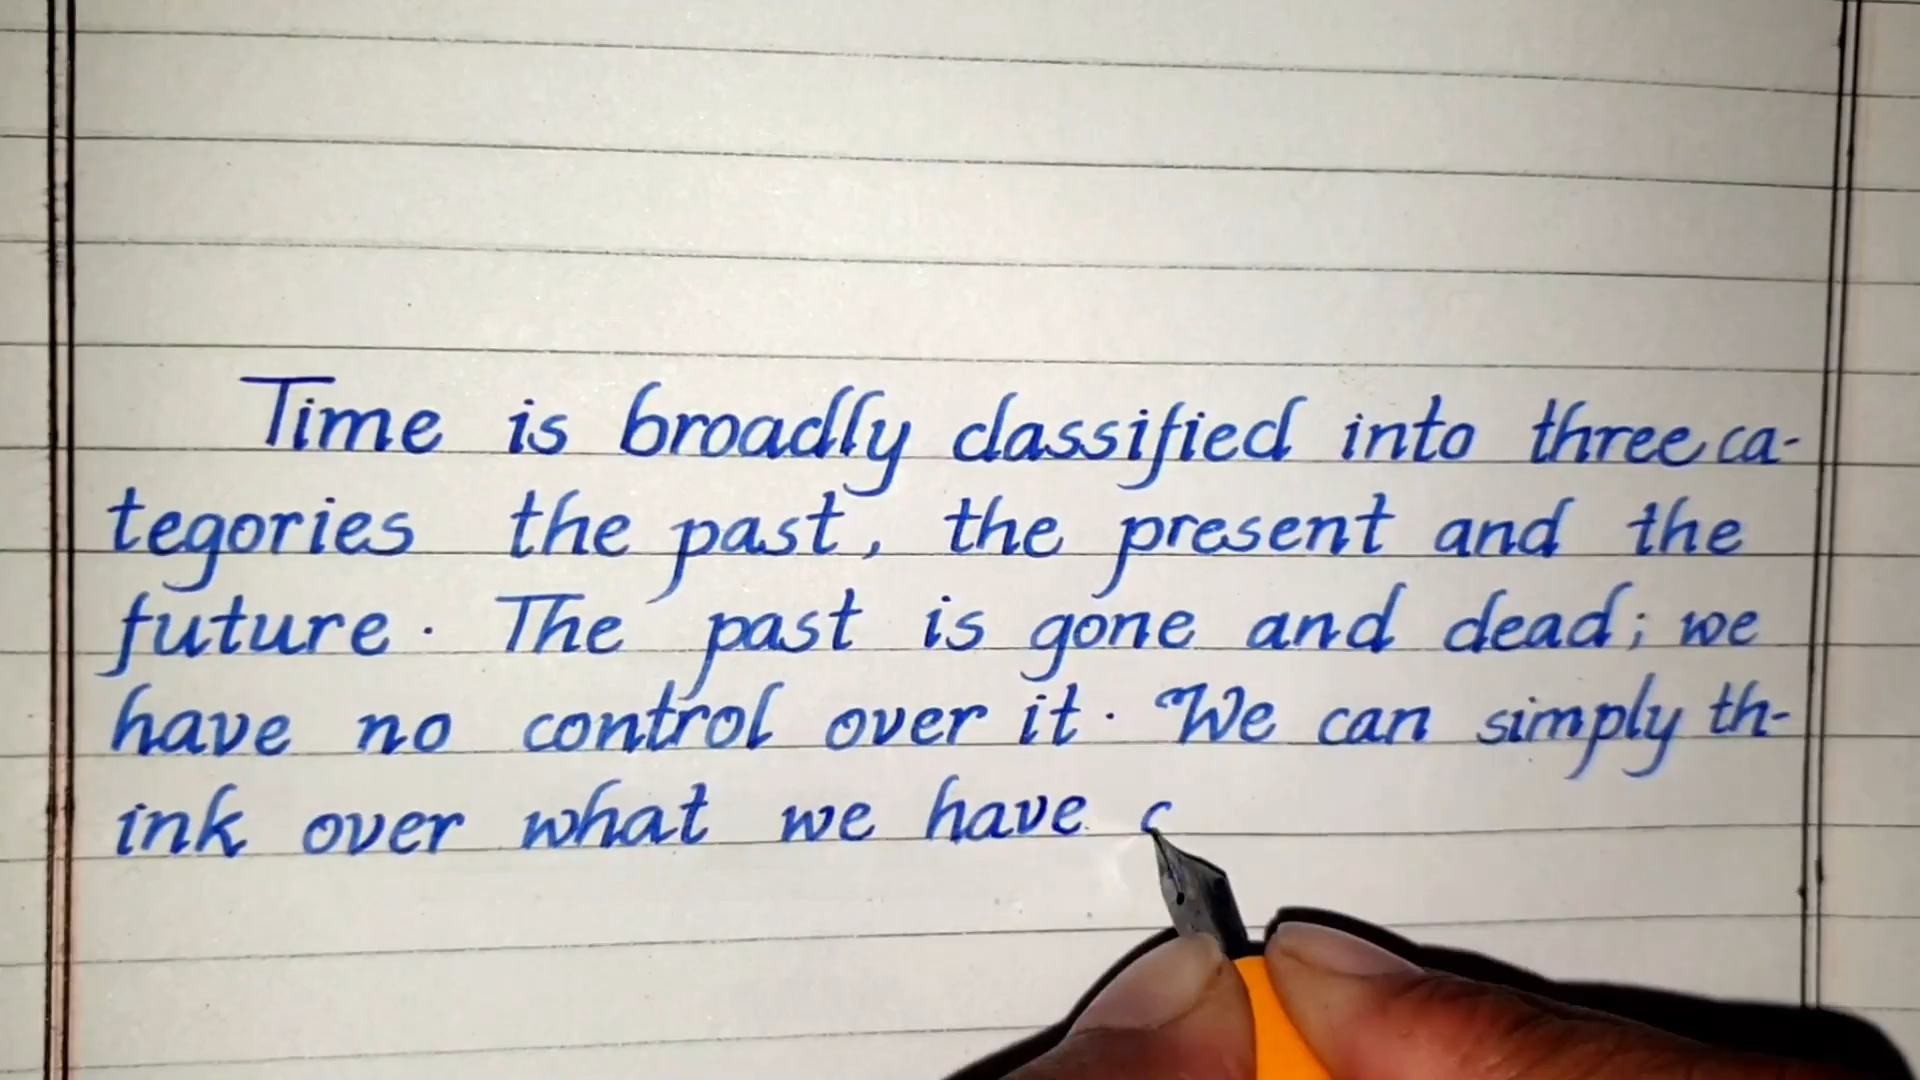 Time is broadly classified into three ca-
tegories the past, the present and the
future. The past is gone and dead; we
have no control over it. We can simply th-
ink over what we have